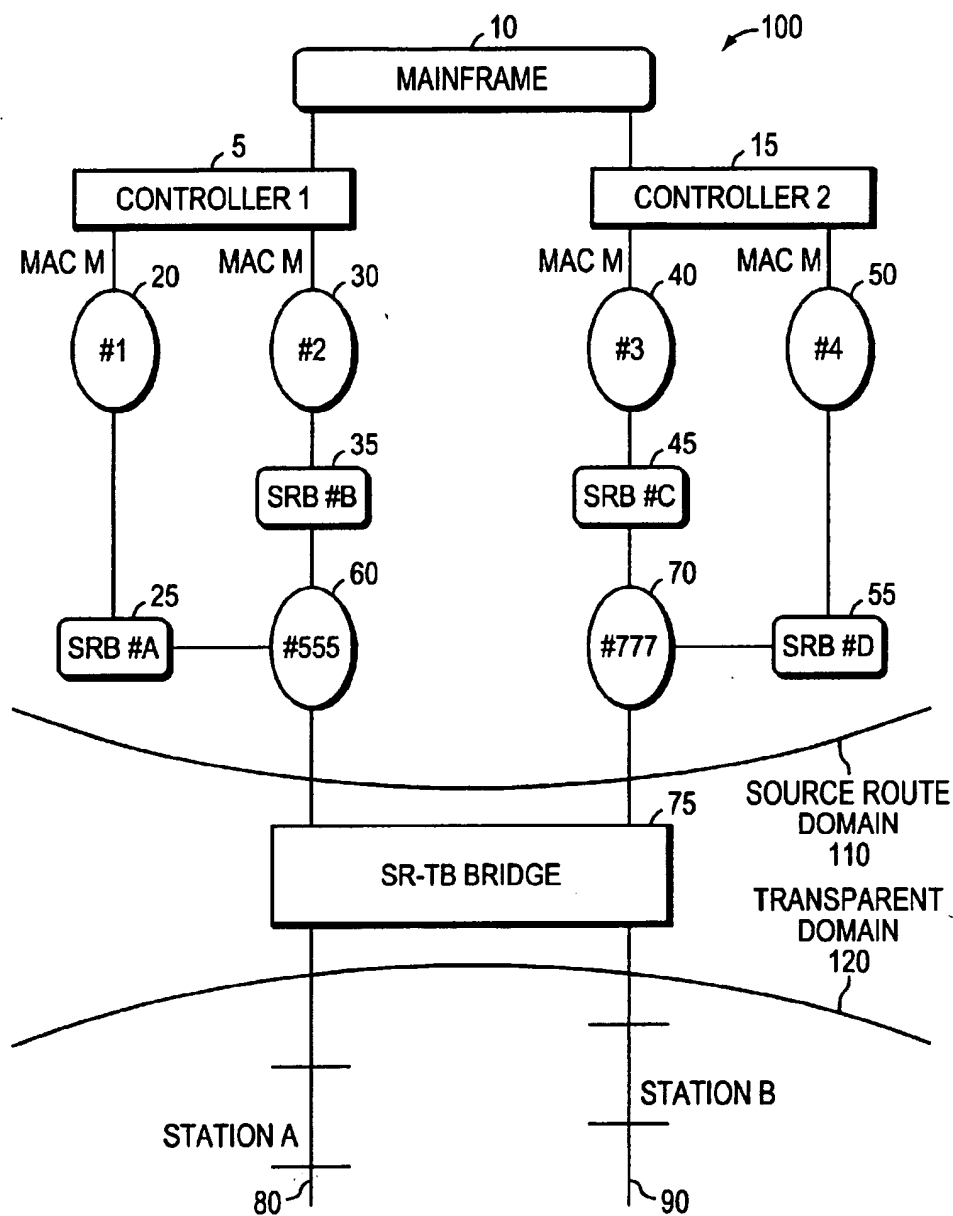 10
100
MAINFRAME
5
15
CONTROLLER 1
CONTROLLER 2
MAC M
20
MAC M
30
MAC M
40
MAC M
50
#1
#2
#3
#4
35
45
SRB #B
SRB #C
25
60
70
55
SRB #A
#555
#777
SRB #D
75
SOURCE ROUTE
DOMAIN
110
SR-TB BRIDGE
TRANSPARENT
DOMAIN
120
STATION B
STATION A
80
90